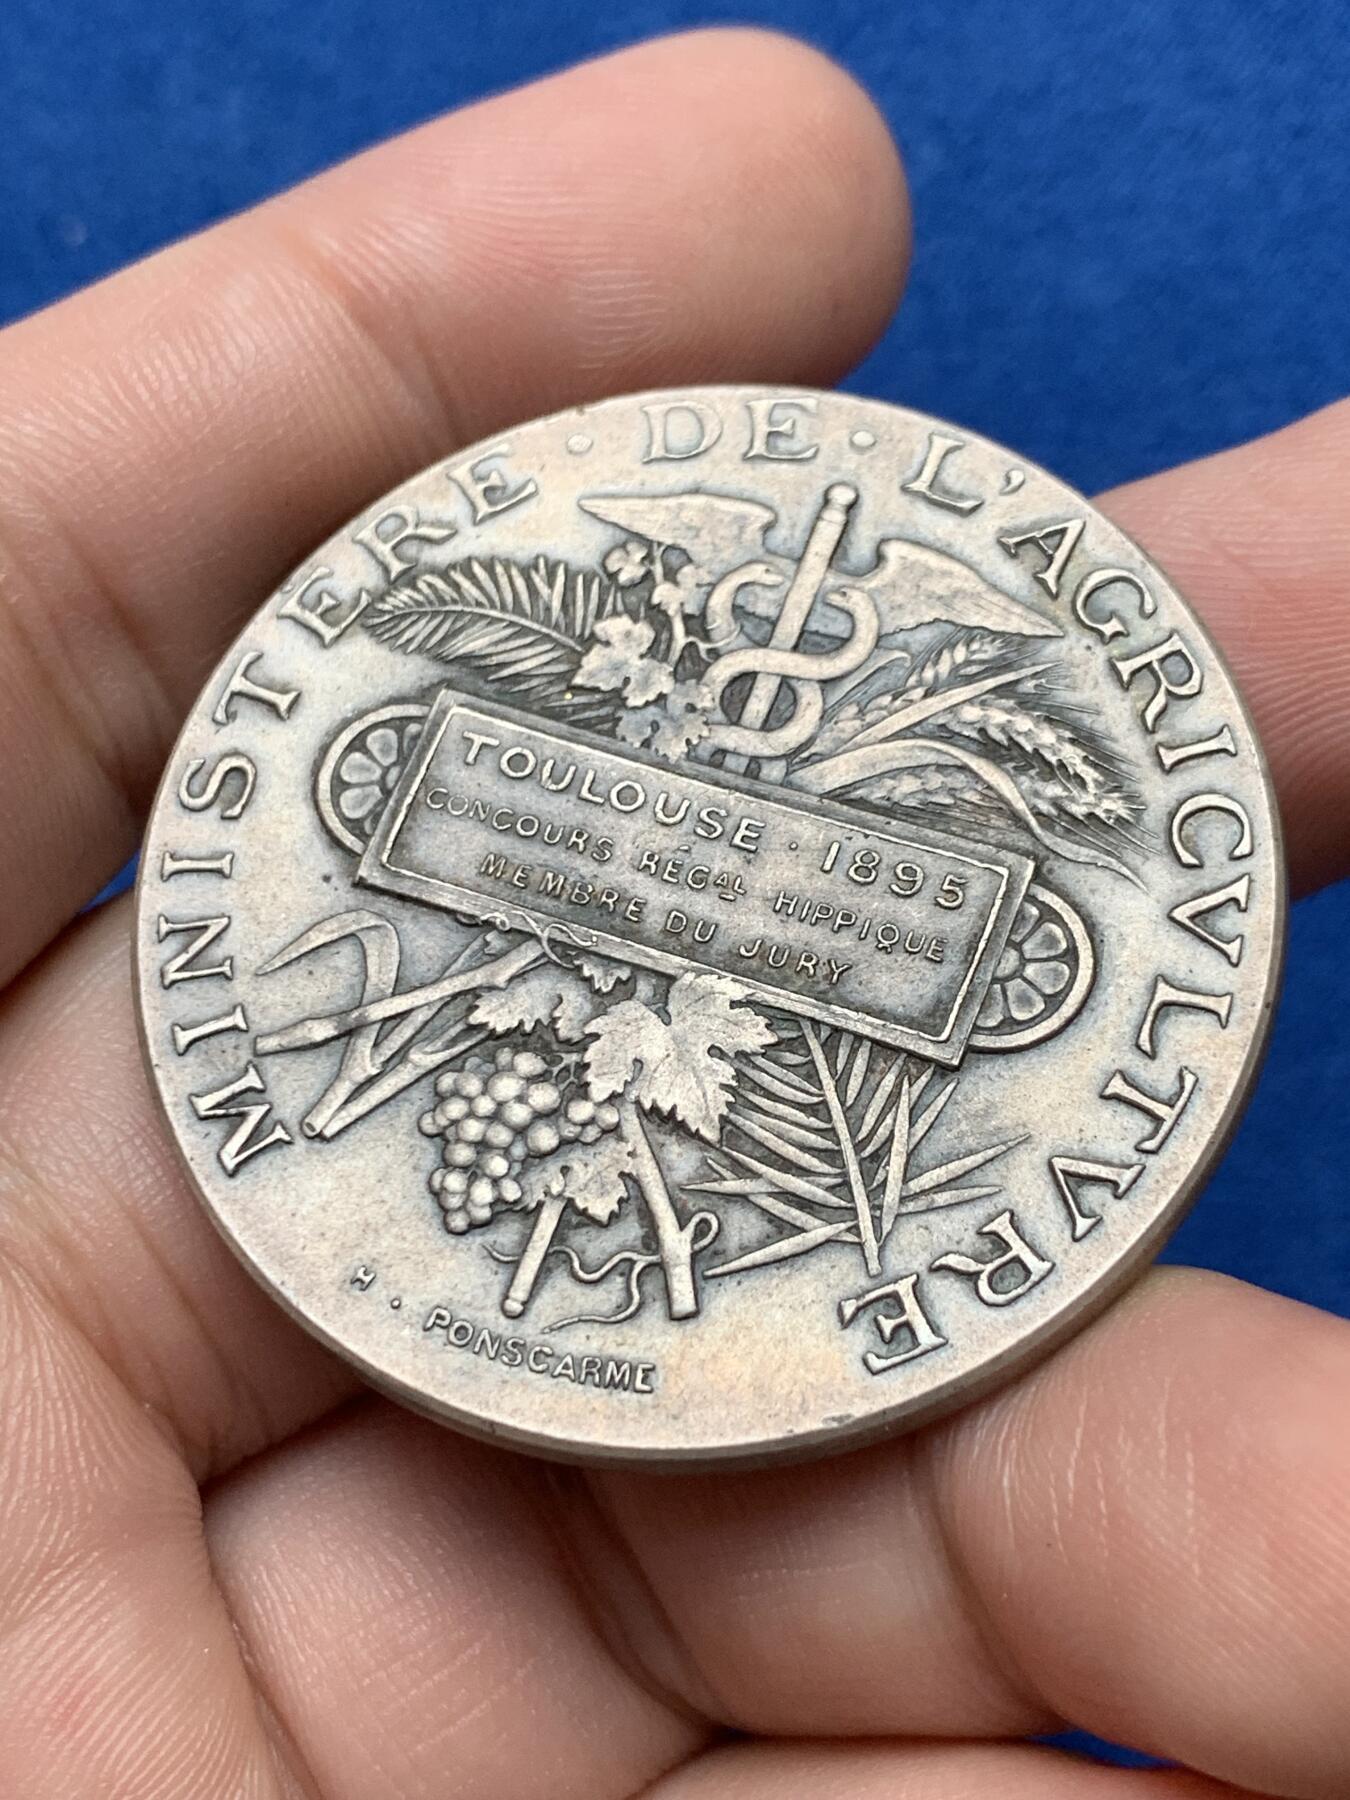 MINISTÈRE · DE · L'AGRICVLTVRE
TOULOUSE · 1895
CONCOURS RÉGAL HIPPIQUE
MEMBRE DU JURY
H · PONSCARME